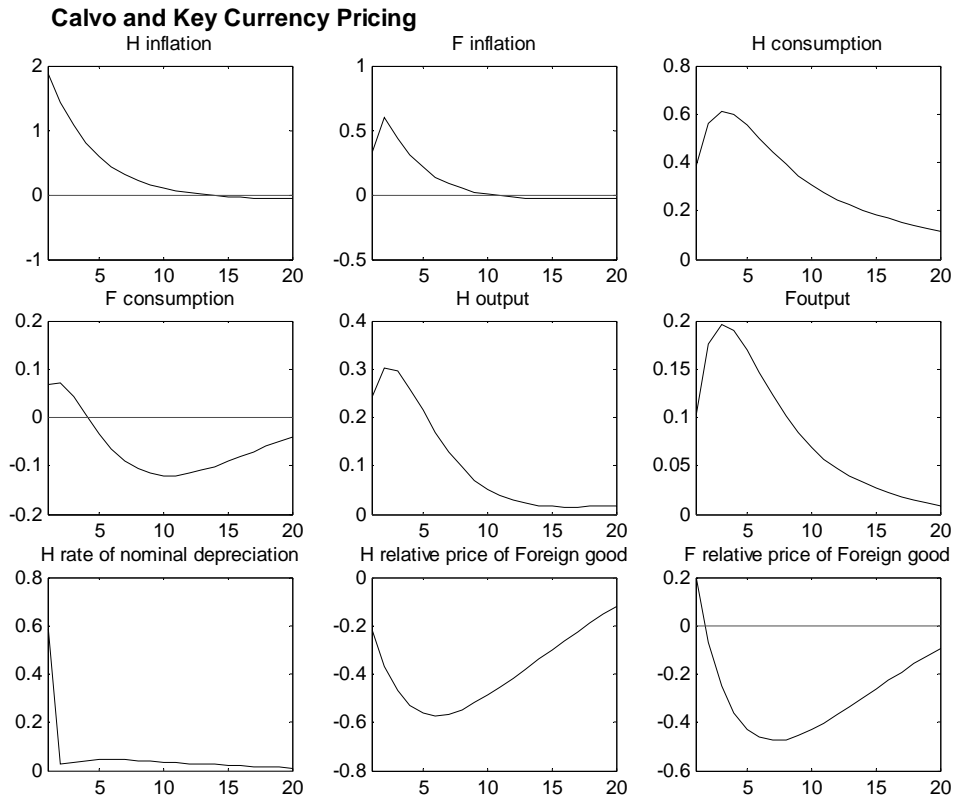 Calvo and Key Currency Pricing
H inflation
F inflation
H consumption
2
1
0
-1
5 10 15 20
1
0.5
0
-0.5
5 10 15 20
0.8
0.6
0.4
0.2
0
5 10 15 20
F consumption
H output
Foutput
0.2
0.1
0
-0.1
-0.2
5 10 15 20
0.4
0.3
0.2
0.1
0
5 10 15 20
0.2
0.15
0.1
0.05
0
5 10 15 20
H rate of nominal depreciation
H relative price of Foreign good
F relative price of Foreign good
0.8
0.6
0.4
0.2
0
5 10 15 20
0
-0.2
-0.4
-0.6
-0.8
5 10 15 20
0.2
0
-0.2
-0.4
-0.6
5 10 15 20